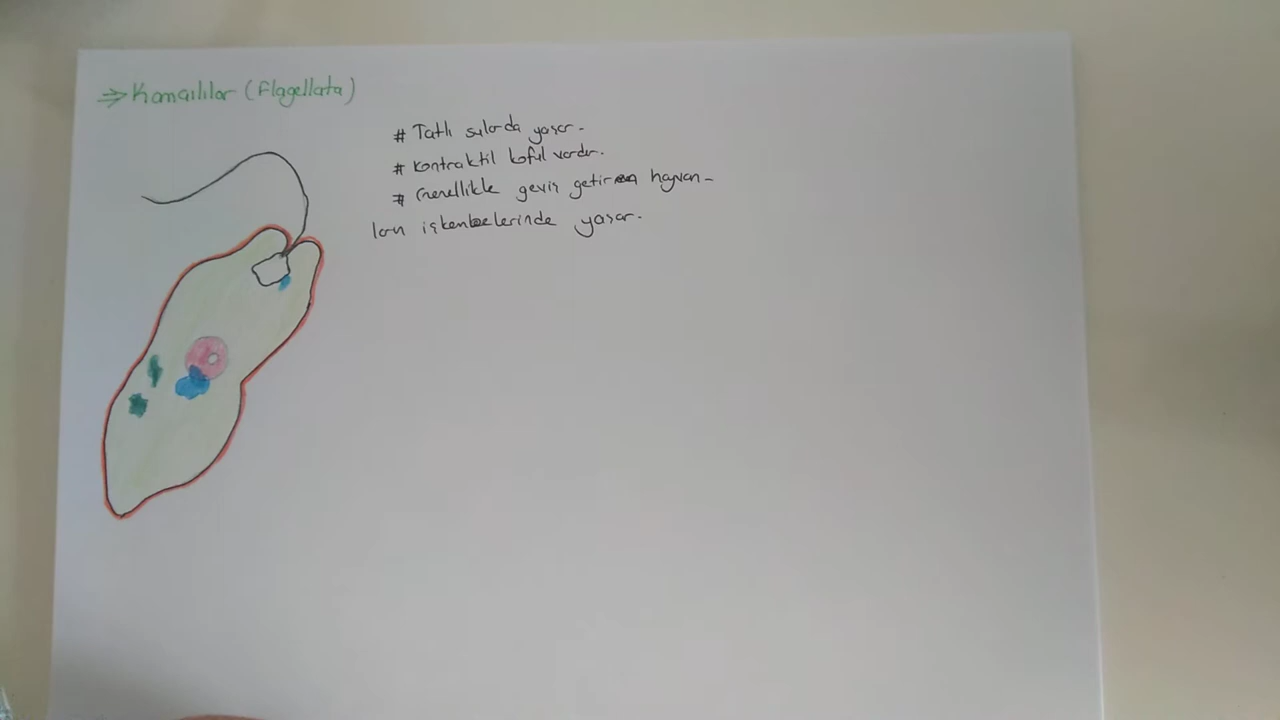 ⇒ Kamçılılar (Flagellata)
# Tatlı sularda yaşar.
# Kontraktil koful vardır.
# Genellikle geviş getiren hayvan-
ların işkembelerinde yaşar.